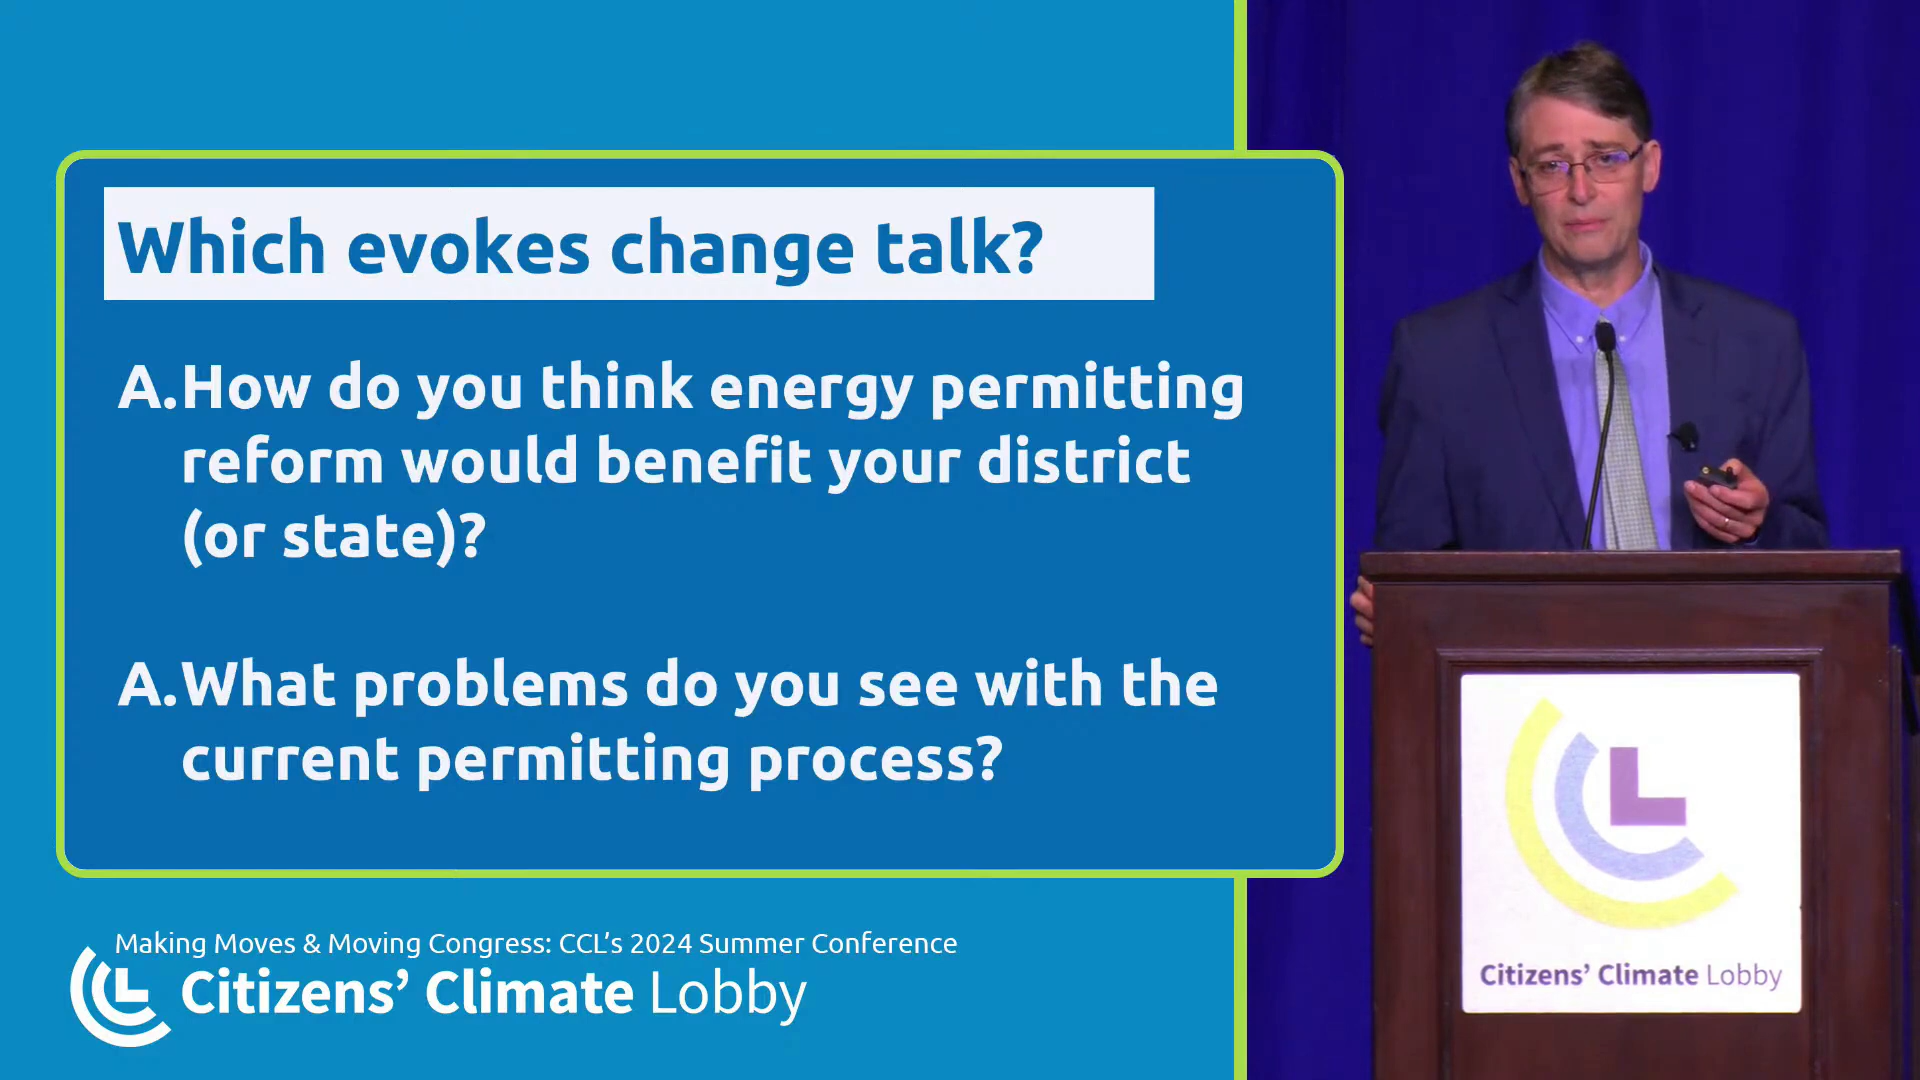 Which evokes change talk?
A.How do you think energy permitting
reform would benefit your district
(or state)?
A.What problems do you see with the
current permitting process?
Making Moves & Moving Congress: CCL’s 2024 Summer Conference
Citizens’ Climate Lobby
Citizens’ Climate Lobby